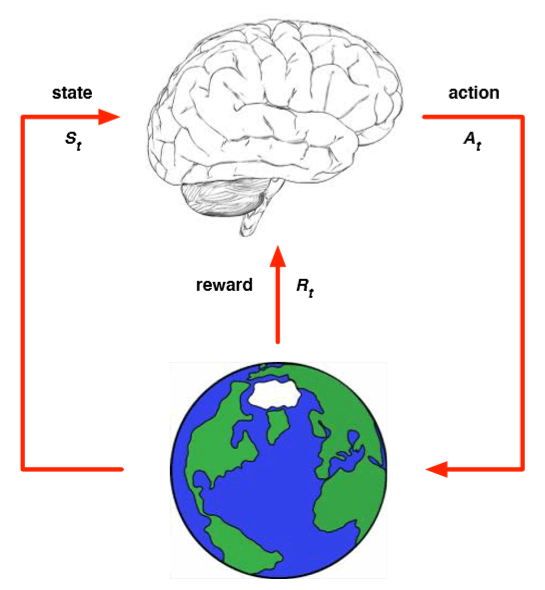 state
S_t
action
A_t
reward
R_t